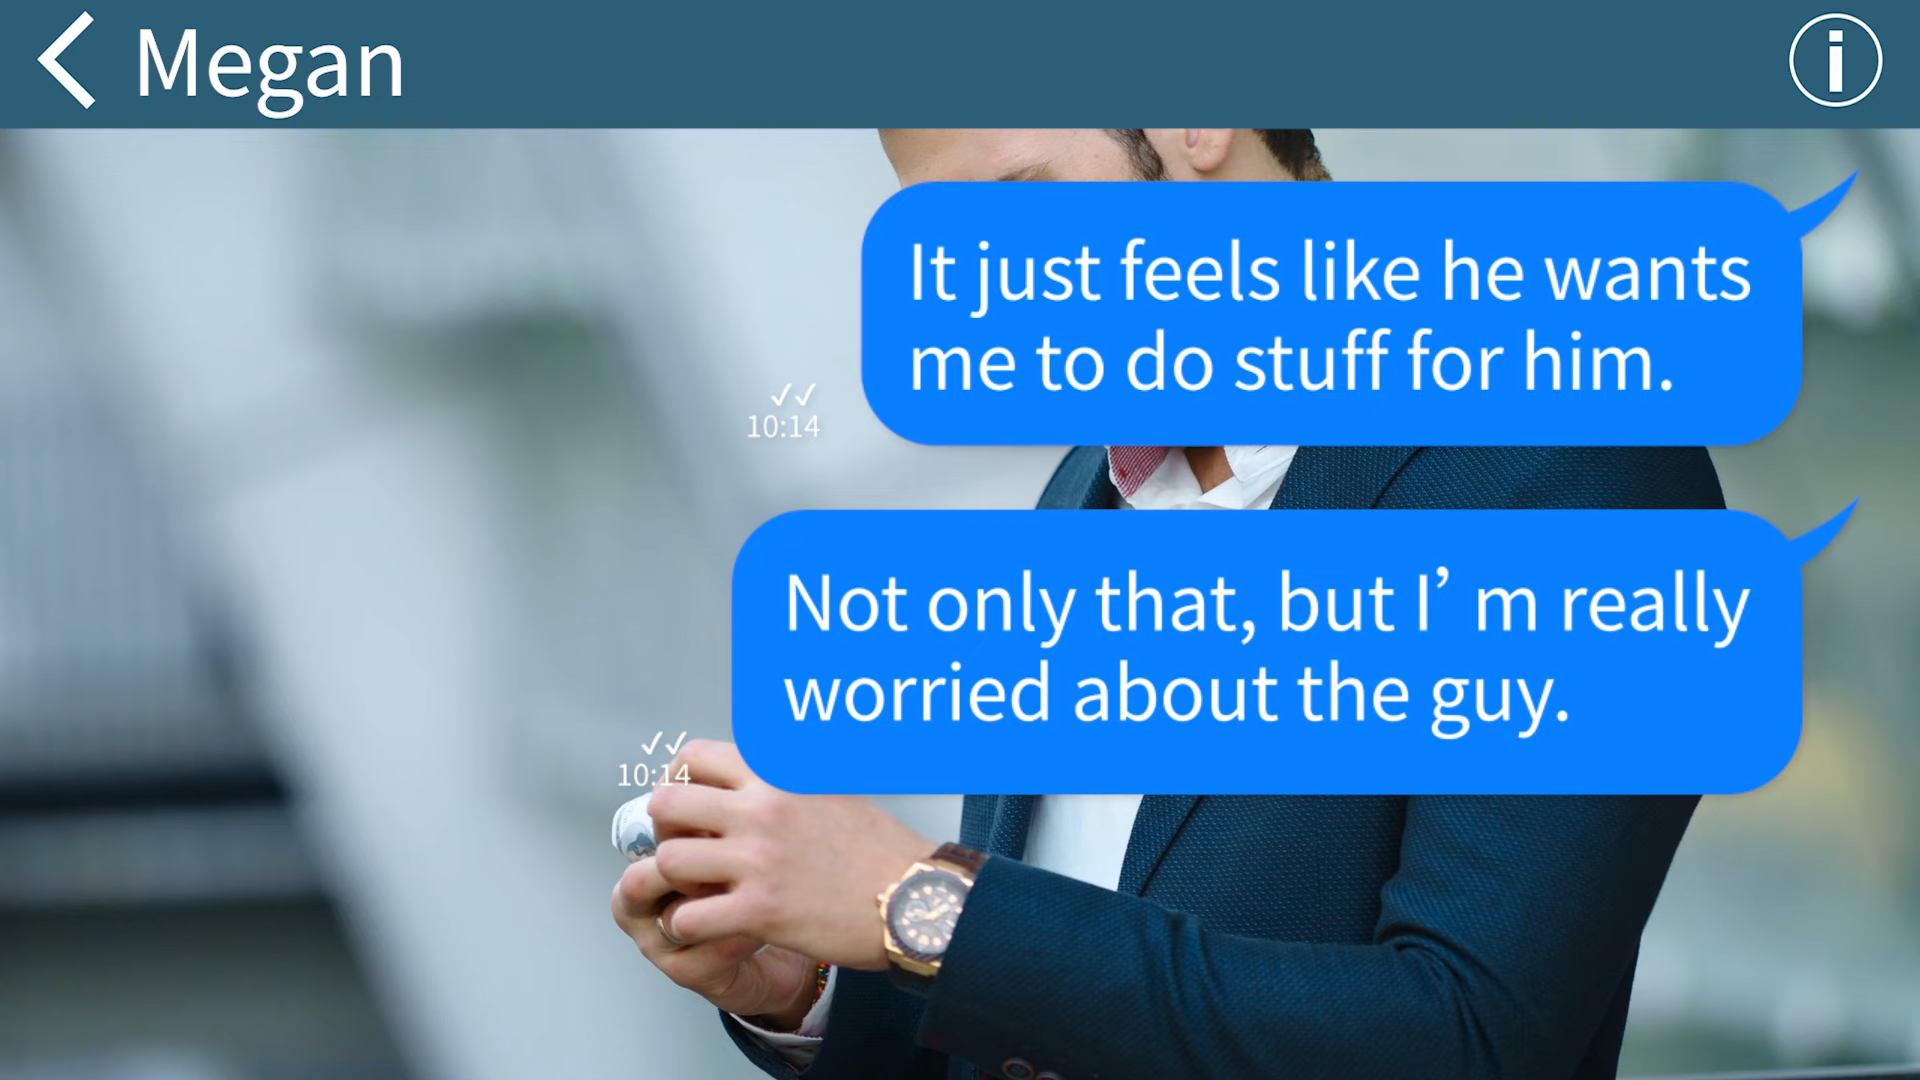 Megan
It just feels like he wants
me to do stuff for him.
10:14
Not only that, but I’ m really
worried about the guy.
10:14